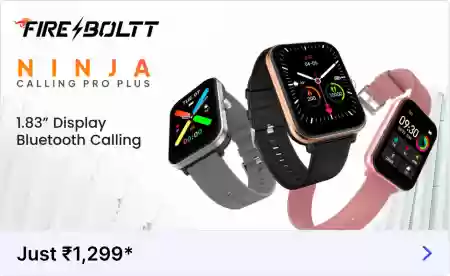 FIRE BOLTT
NINJA
CALLING PRO PLUS
1.83” Display
Bluetooth Calling
Just ₹1,299*